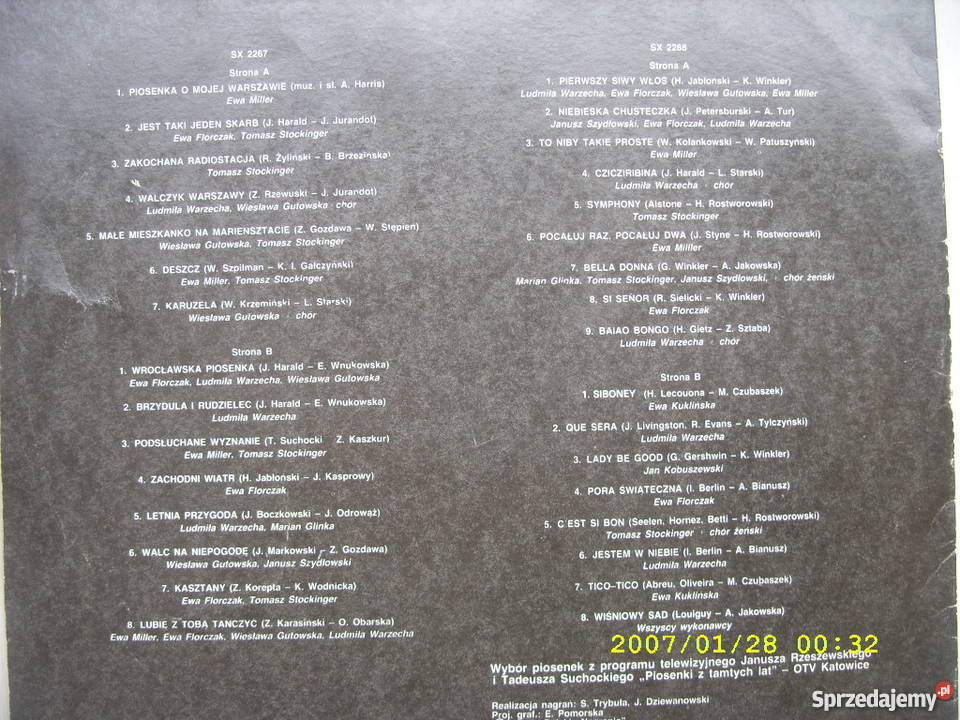 SX 2267
Strona A
1. PIOSENKA O MOJEJ WARSZAWIE (muz. i sł. A. Harris)
Ewa Miller
2. JEST TAKI JEDEN SKARB (J. Harald – J. Jurandot)
Ewa Florczak, Tomasz Stockinger
3. ZAKOCHANA RADIOSTACJA (R. Żyliński – B. Brzezińska)
Tomasz Stockinger
4. WALCZYK WARSZAWY (Z. Rzewuski – J. Jurandot)
Ludmiła Warzecha, Wiesława Gutowska · chór
5. MAŁE MIESZKANKO NA MARIENSZTACIE (Z. Gozdawa – W. Stępień)
Wiesława Gutowska, Tomasz Stockinger
6. DESZCZ (W. Szpilman – K. I. Gałczyński)
Ewa Miller, Tomasz Stockinger
7. KARUZELA (W. Krzemiński – L. Starski)
Wiesława Gutowska · chór
Strona B
1. WROCŁAWSKA PIOSENKA (J. Harald – E. Wnukowska)
Ewa Florczak, Ludmiła Warzecha, Wiesława Gutowska
2. BRZYDULA I RUDZIELEC (J. Harald – E. Wnukowska)
Ludmiła Warzecha
3. PODSŁUCHANE WYZNANIE (T. Suchocki Z. Kaszkur)
Ewa Miller, Tomasz Stockinger
4. ZACHODNI WIATR (H. Jabłoński – J. Kasprowy)
Ewa Florczak
5. LETNIA PRZYGODA (J. Boczkowski – J. Odrowąż)
Ludmiła Warzecha, Marian Glinka
6. WALC NA NIEPOGODĘ (J. Markowski – Z. Gozdawa)
Wiesława Gutowska, Janusz Szydłowski
7. KASZTANY (Z. Korepta – K. Wodnicka)
Ewa Florczak, Tomasz Stockinger
8. LUBIĘ Z TOBĄ TAŃCZYĆ (Z. Karasiński – O. Obarska)
Ewa Miller, Ewa Florczak, Wiesława Gutowska, Ludmiła Warzecha
SX 2268
Strona A
1. PIERWSZY SIWY WŁOS (H. Jabłoński – K. Winkler)
Ludmiła Warzecha, Ewa Florczak, Wiesława Gutowska, Ewa Miller
2. NIEBIESKA CHUSTECZKA (J. Petersburski – A. Tur)
Janusz Szydłowski, Ewa Florczak, Ludmiła Warzecha
3. TO NIBY TAKIE PROSTE (W. Kolankowski – W. Patuszyński)
Ewa Miller
4. CZICZIRIBINA (J. Harald – L. Starski)
Ludmiła Warzecha · chór
5. SYMPHONY (Alstone – H. Rostworowski)
Tomasz Stockinger
6. POCAŁUJ RAZ, POCAŁUJ DWA (J. Styne – H. Rostworowski)
Ewa Miller
7. BELLA DONNA (G. Winkler – A. Jakowska)
Marian Glinka, Tomasz Stockinger, Janusz Szydłowski, · chór żeński
8. SI SEÑOR (R. Sielicki – K. Winkler)
Ewa Florczak
9. BAIAO BONGO (H. Gietz – Z. Sztaba)
Ludmiła Warzecha · chór
Strona B
1. SIBONEY (H. Lecouona – M. Czubaszek)
Ewa Kuklińska
2. QUE SERA (J. Livingston, R. Evans – A. Tylczyński)
Ludmiła Warzecha
3. LADY BE GOOD (G. Gershwin – K. Winkler)
Jan Kobuszewski
4. PORA ŚWIĄTECZNA (I. Berlin – A. Bianusz)
Ewa Florczak
5. C'EST SI BON (Seelen, Hornez, Betti – H. Rostworowski)
Tomasz Stockinger · chór żeński
6. JESTEM W NIEBIE (I. Berlin – A. Bianusz)
Ludmiła Warzecha
7. TICO–TICO (Abreu, Oliveira – M. Czubaszek)
Ewa Kuklińska
8. WIŚNIOWY SAD (Louiguy – A. Jakowska)
Wszyscy wykonawcy
2007/01/28 00:32
Wybór piosenek z programu telewizyjnego Janusza Rzeszewskiego
i Tadeusza Suchockiego „Piosenki z tamtych lat" – OTV Katowice
Realizacja nagrań: S. Trybuła, J. Dziewanowski
Proj. graf.: E. Pomorska
Sprzedajemy.pl